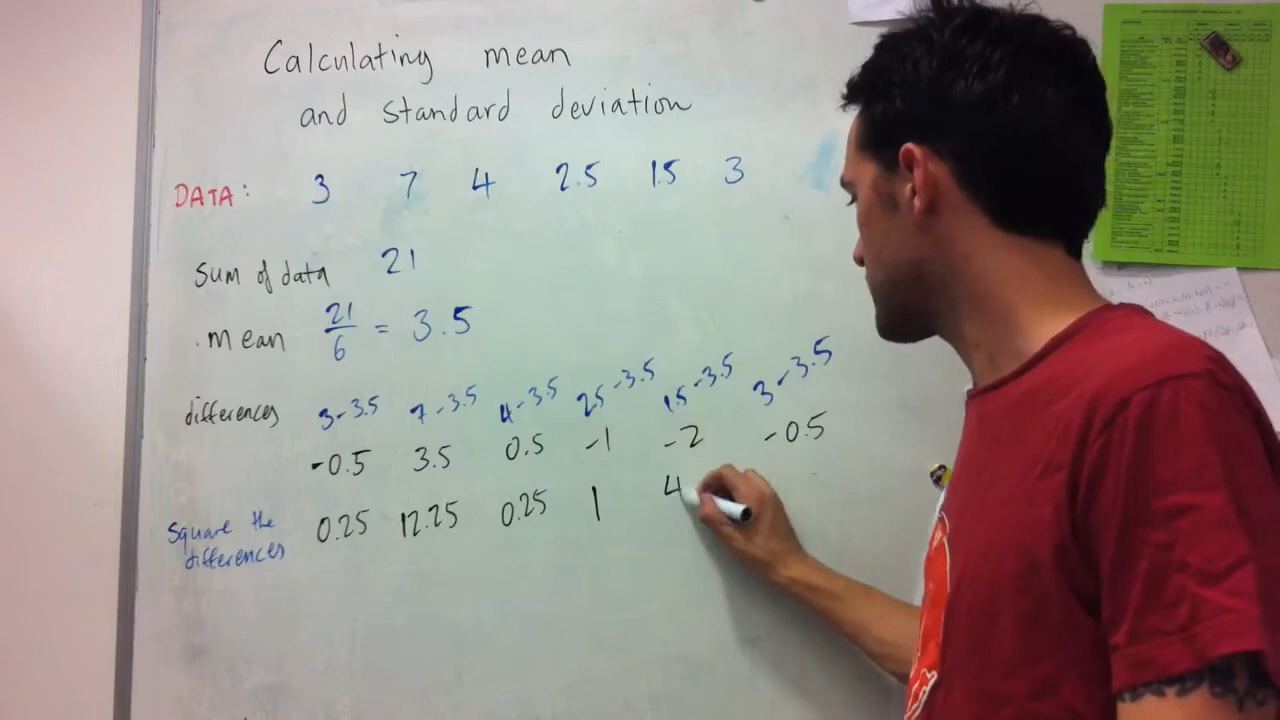 Calculating mean
and standard deviation
DATA: 3 7 4 2.5 1.5 3
Sum of data 21
mean 21/6 = 3.5
differences 3-3.5 7-3.5 4-3.5 25-3.5 1.5-3.5 3-3.5
-0.5 3.5 0.5 -1 -2 -0.5
Square the differences 0.25 12.25 0.25 1 4